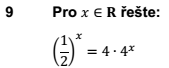 9 Pro x ∈ R řešte:
(1/2)^x = 4 · 4^x